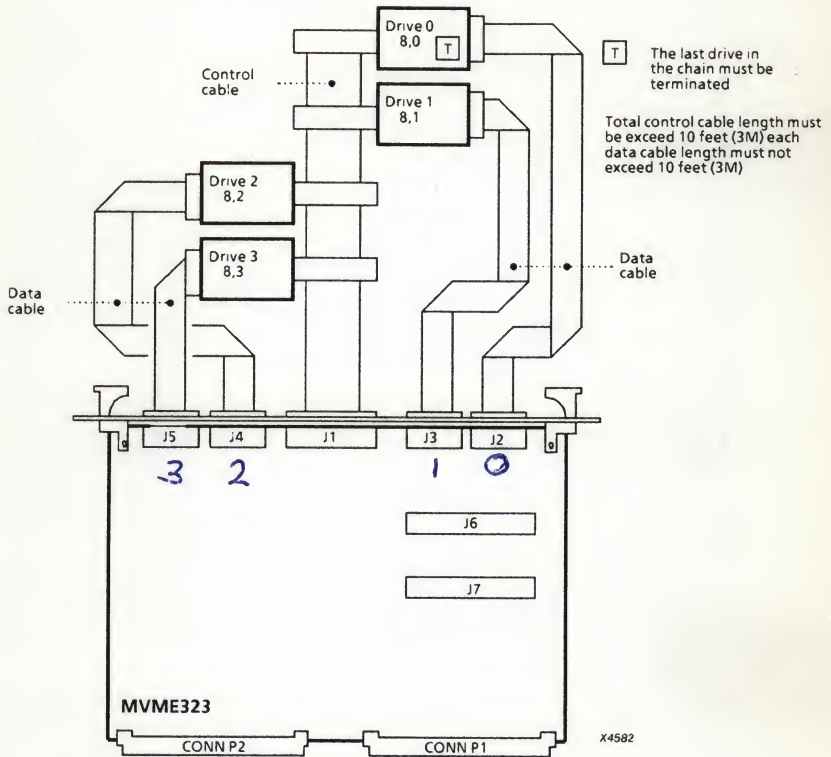 Drive 0
8,0
T
T
The last drive in
the chain must be
terminated
Control
cable
Drive 1
8,1
Total control cable length must
be exceed 10 feet (3M) each
data cable length must not
exceed 10 feet (3M)
Drive 2
8,2
Drive 3
8,3
Data
cable
Data
cable
J5
J4
J1
J3
J2
3
2
1
0
J6
J7
MVME323
CONN P2
CONN P1
X4582